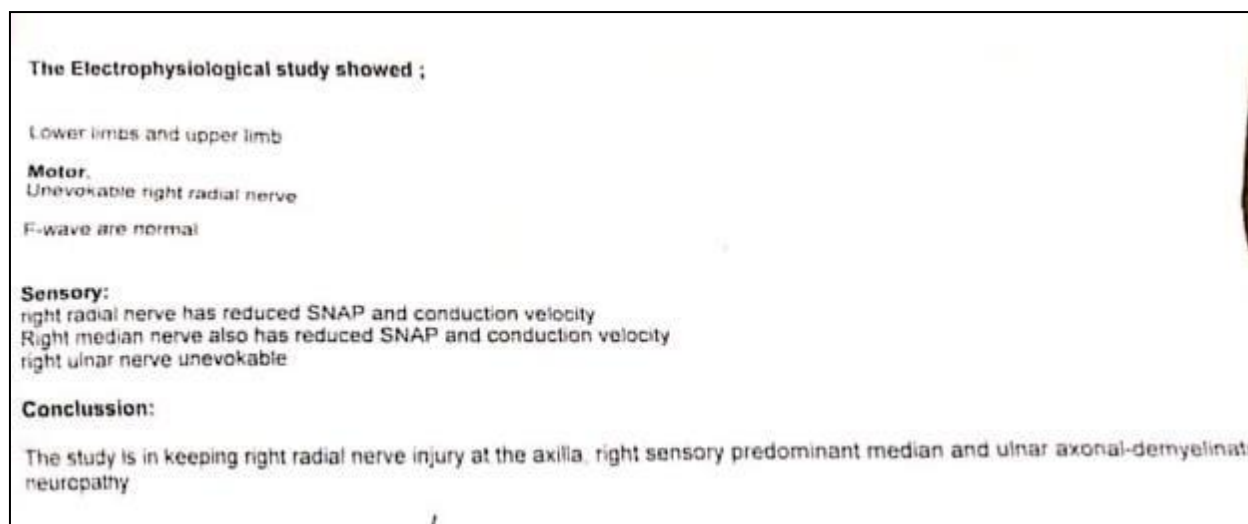 The Electrophysiological study showed ;
Lower limbs and upper limb
Motor.
Unevokable right radial nerve
F-wave are normal
Sensory:
right radial nerve has reduced SNAP and conduction velocity
Right median nerve also has reduced SNAP and conduction velocity
right ulnar nerve unevokable
Conclussion:
The study is in keeping right radial nerve injury at the axilla, right sensory predominant median and ulnar axonal-demyelinat
neuropathy